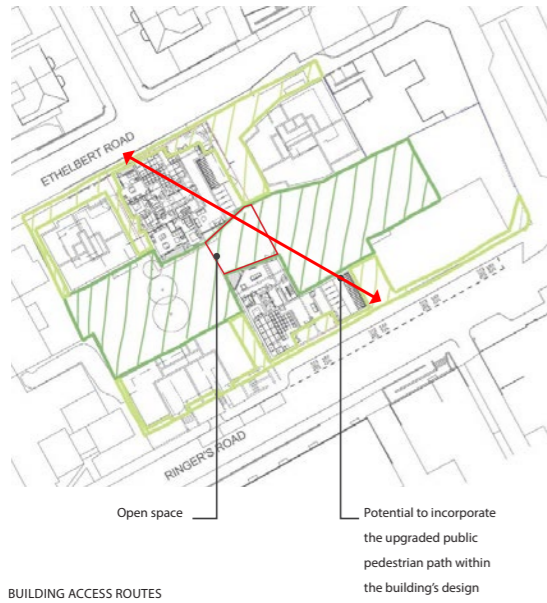 ETHELBERT ROAD
RINGER'S ROAD
Open space
Potential to incorporate
the upgraded public
pedestrian path within
the building's design
BUILDING ACCESS ROUTES